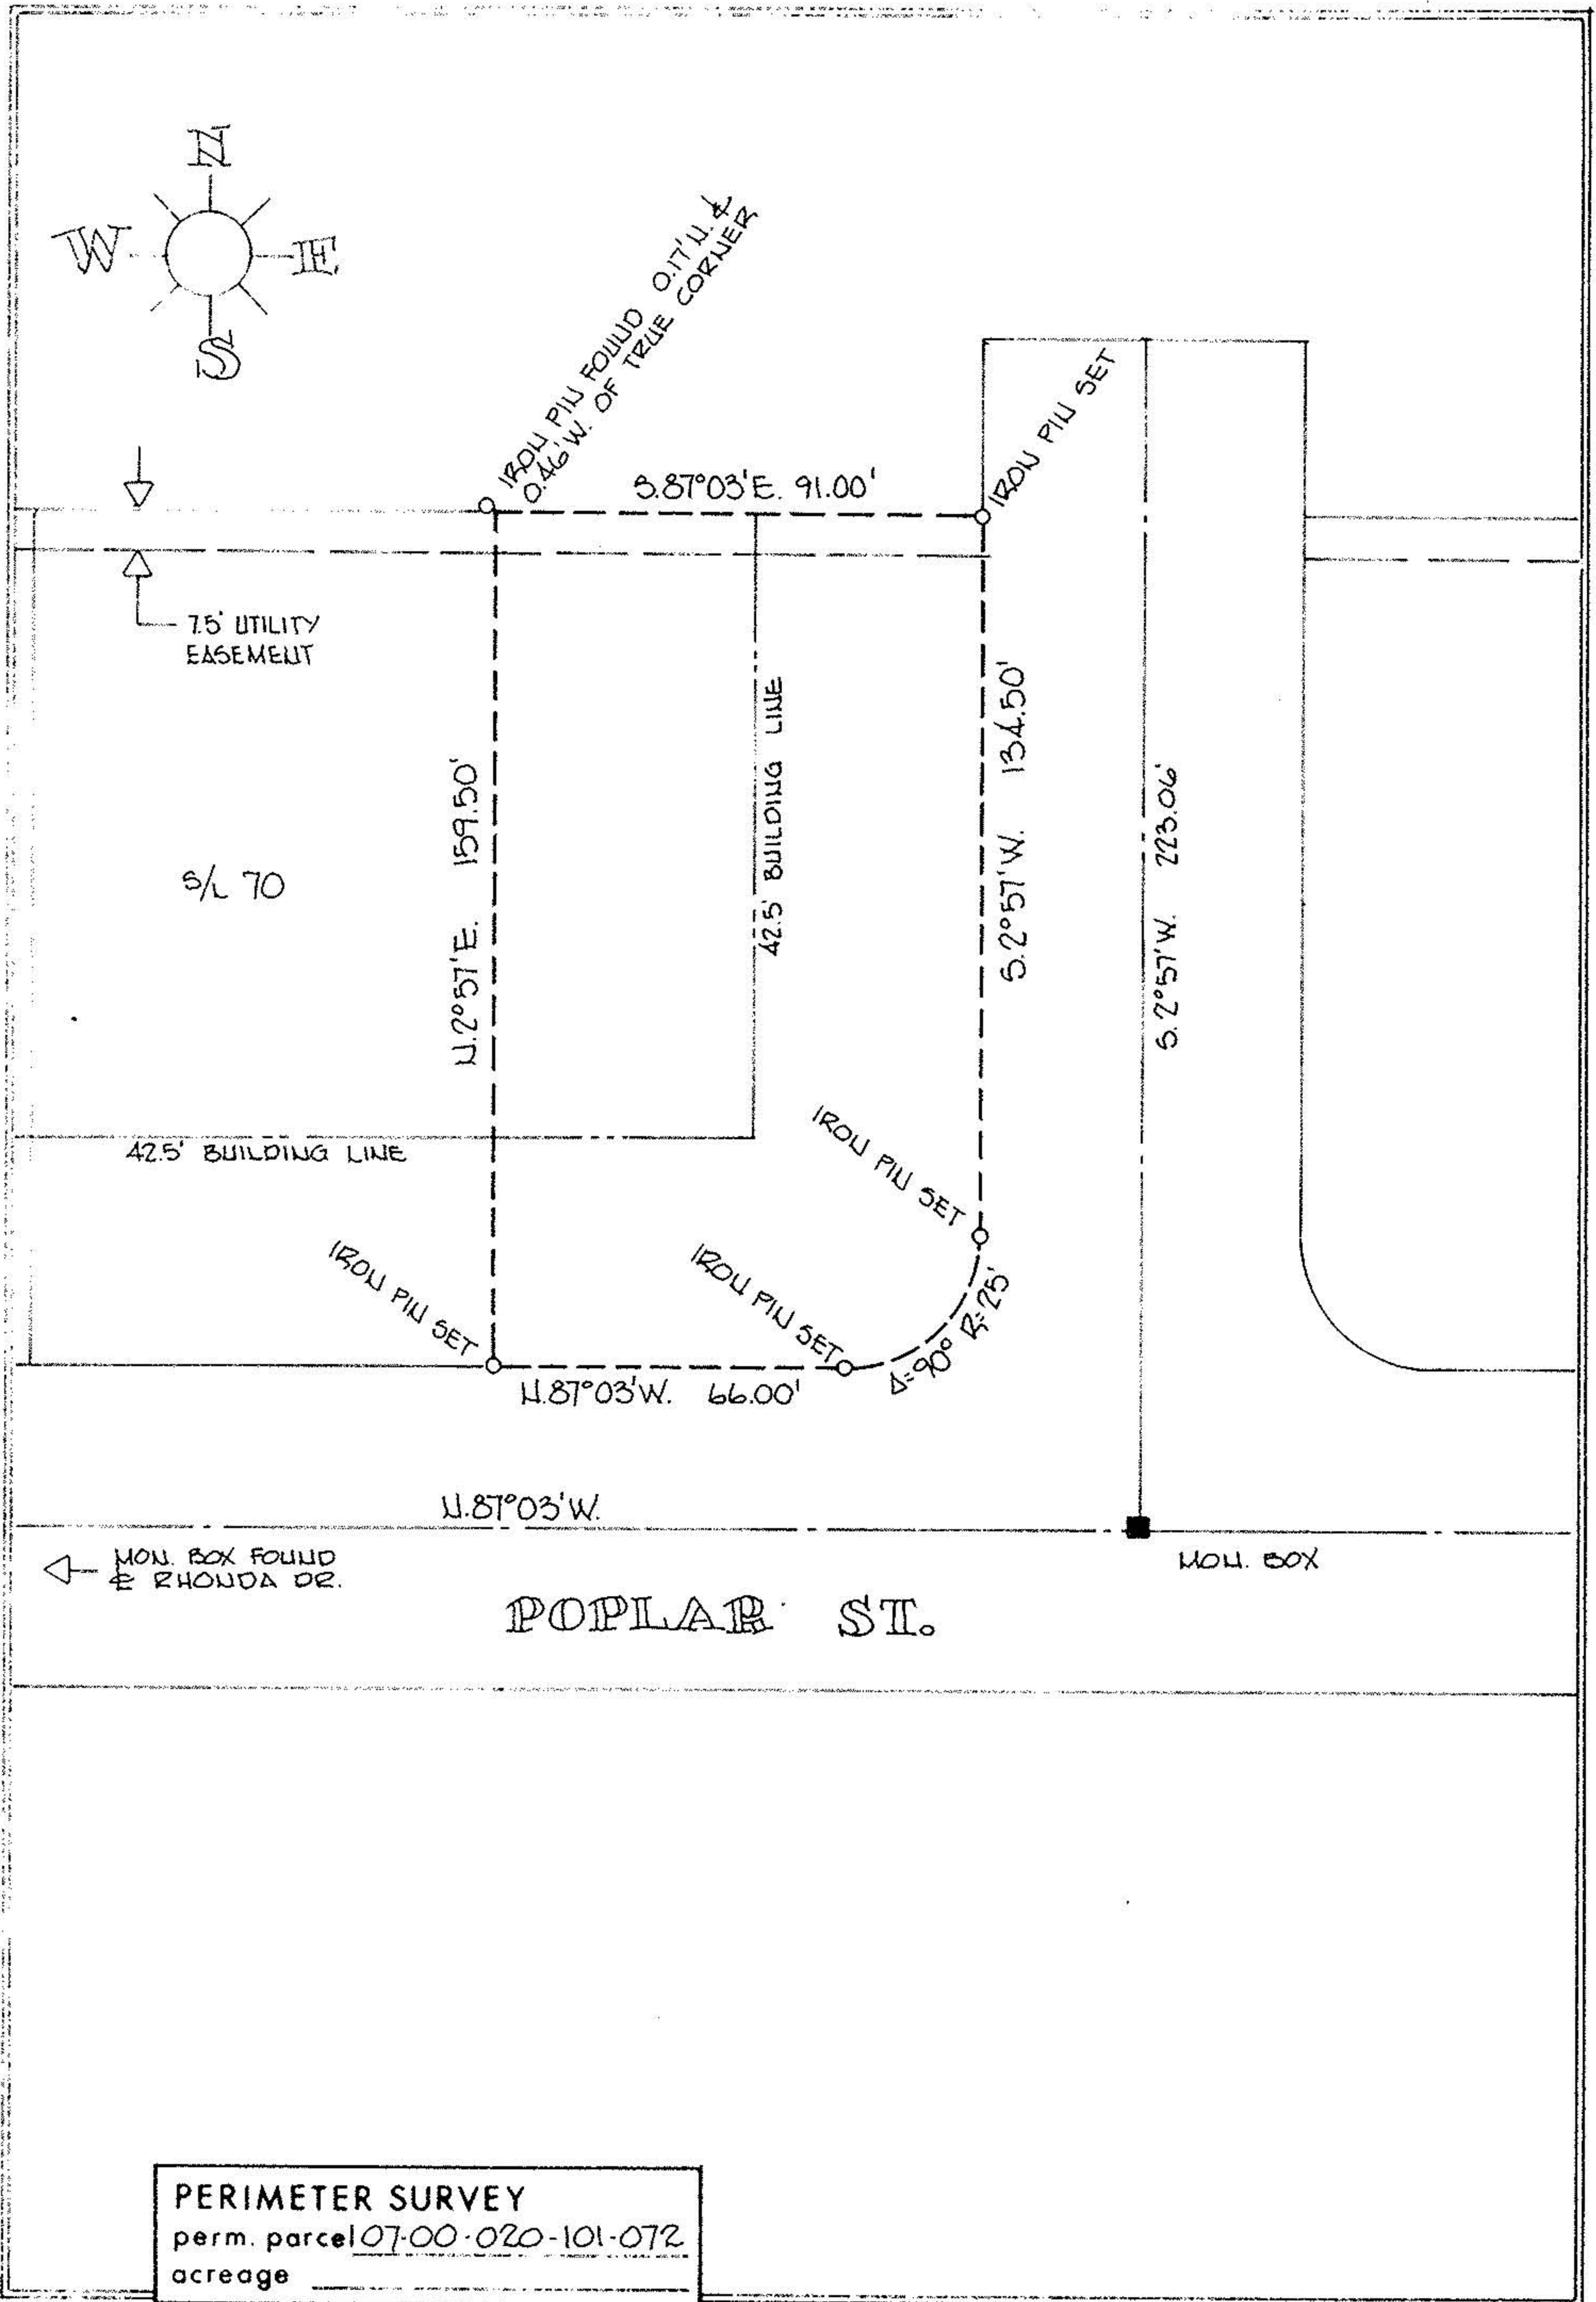 N
W E
S
IRON PIN FOUND 0.17'N. &
0.46'W. OF TRUE CORNER
IRON PIN SET
S.87°03'E. 91.00'
7.5' UTILITY
EASEMENT
N.2°57'E. 159.50'
42.5' BUILDING LINE
S.2°57'W. 134.50'
S.2°57'W. 223.06'
S/L 70
42.5' BUILDING LINE
IRON PIN SET
IRON PIN SET
IRON PIN SET
Δ=90° R=25'
N.87°03'W. 66.00'
N.87°03'W.
MON. BOX FOUND
℄ RHONDA DR.
MON. BOX
POPLAR ST.
PERIMETER SURVEY
perm. parcel 07-00-020-101-072
acreage